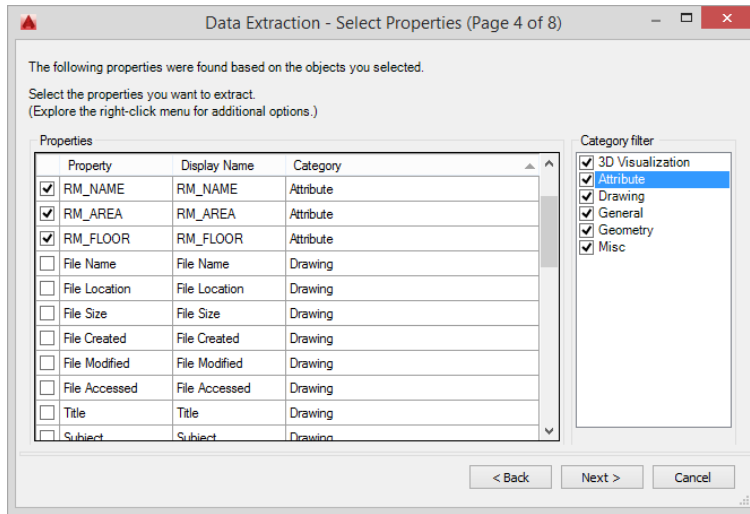 Data Extraction - Select Properties (Page 4 of 8)
The following properties were found based on the objects you selected.
Select the properties you want to extract.
(Explore the right-click menu for additional options.)
Properties
Property Display Name Category
RM_NAME RM_NAME Attribute
RM_AREA RM_AREA Attribute
RM_FLOOR RM_FLOOR Attribute
File Name File Name Drawing
File Location File Location Drawing
File Size File Size Drawing
File Created File Created Drawing
File Modified File Modified Drawing
File Accessed File Accessed Drawing
Title Title Drawing
Subject Subject Drawing
Category filter
3D Visualization
Attribute
Drawing
General
Geometry
Misc
< Back Next > Cancel